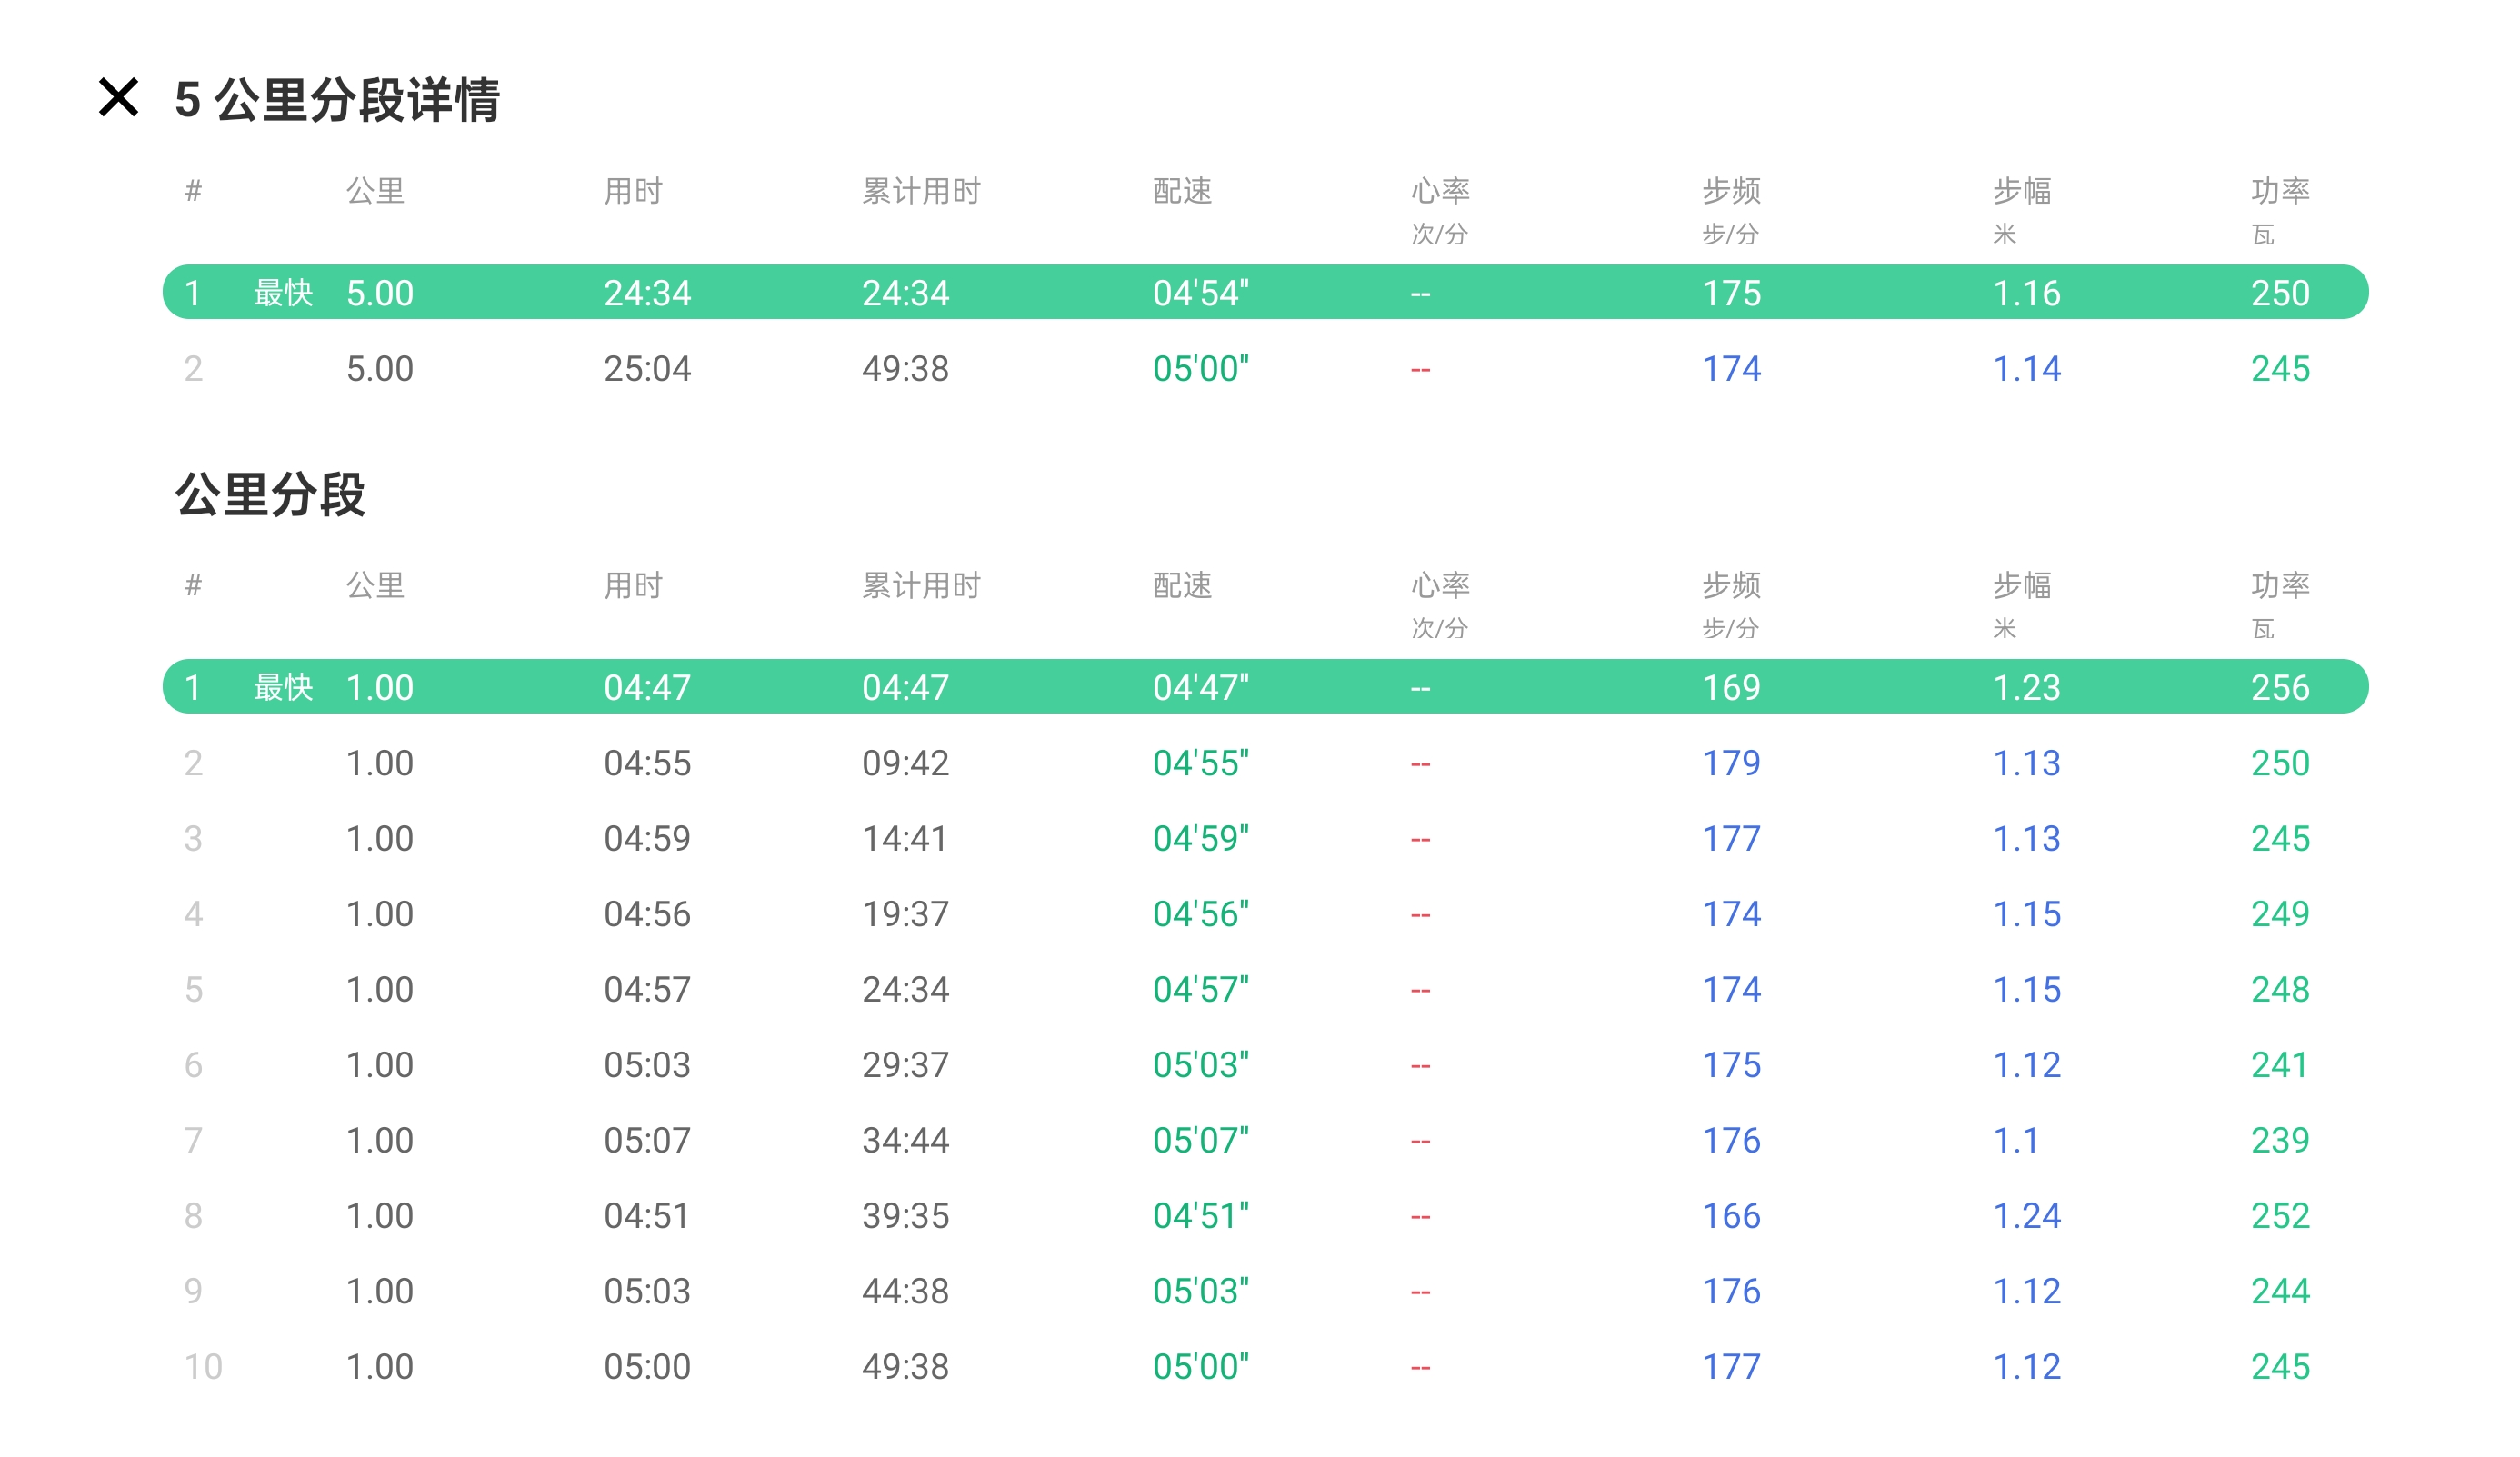 5 公里分段详情
# 公里 用时 累计用时 配速 心率 步频 步幅 功率
次/分 步/分 米 瓦
1 最快 5.00 24:34 24:34 04'54" -- 175 1.16 250
2 5.00 25:04 49:38 05'00" -- 174 1.14 245
公里分段
# 公里 用时 累计用时 配速 心率 步频 步幅 功率
次/分 步/分 米 瓦
1 最快 1.00 04:47 04:47 04'47" -- 169 1.23 256
2 1.00 04:55 09:42 04'55" -- 179 1.13 250
3 1.00 04:59 14:41 04'59" -- 177 1.13 245
4 1.00 04:56 19:37 04'56" -- 174 1.15 249
5 1.00 04:57 24:34 04'57" -- 174 1.15 248
6 1.00 05:03 29:37 05'03" -- 175 1.12 241
7 1.00 05:07 34:44 05'07" -- 176 1.1 239
8 1.00 04:51 39:35 04'51" -- 166 1.24 252
9 1.00 05:03 44:38 05'03" -- 176 1.12 244
10 1.00 05:00 49:38 05'00" -- 177 1.12 245